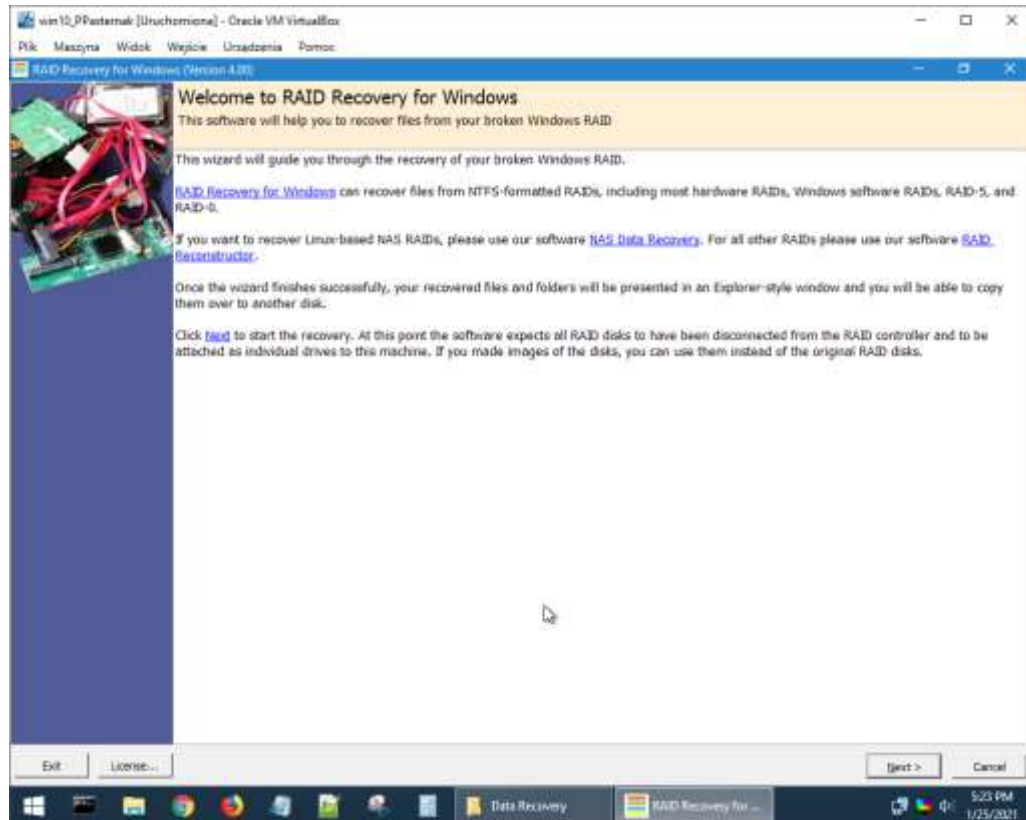 win10_PPasternak [Uruchomiona] - Oracle VM VirtualBox
Plik Maszyna Widok Wejście Urządzenia Pomoc
RAID Recovery for Windows (Version 4.00)
Welcome to RAID Recovery for Windows
This software will help you to recover files from your broken Windows RAID
This wizard will guide you through the recovery of your broken Windows RAID.
RAID Recovery for Windows can recover files from NTFS-formatted RAIDs, including most hardware RAIDs, Windows software RAIDs, RAID-5, and
RAID-0.
If you want to recover Linux-based NAS RAIDs, please use our software NAS Data Recovery. For all other RAIDs please use our software RAID
Reconstructor.
Once the wizard finishes successfully, your recovered files and folders will be presented in an Explorer-style window and you will be able to copy
them over to another disk.
Click Next to start the recovery. At this point the software expects all RAID disks to have been disconnected from the RAID controller and to be
attached as individual drives to this machine. If you made images of the disks, you can use them instead of the original RAID disks.
Exit License... Next > Cancel
Data Recovery RAID Recovery for ... 5:23 PM
1/25/2021